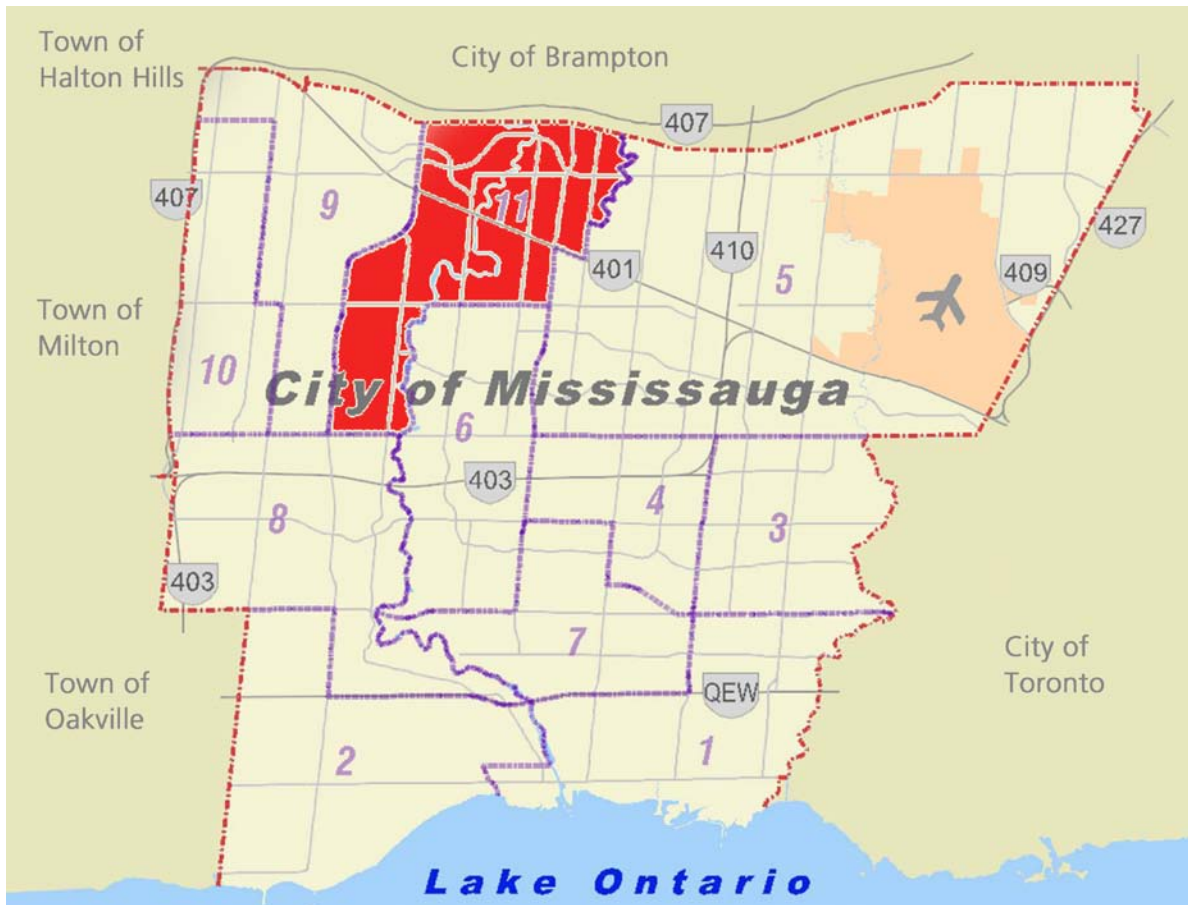 Town of
Halton Hills
City of Brampton
407
407
9
11
427
401
410
5
409
Town of
Milton
10
City of Mississauga
6
403
4
8
3
403
7
City of
Toronto
Town of
Oakville
QEW
2
1
Lake Ontario